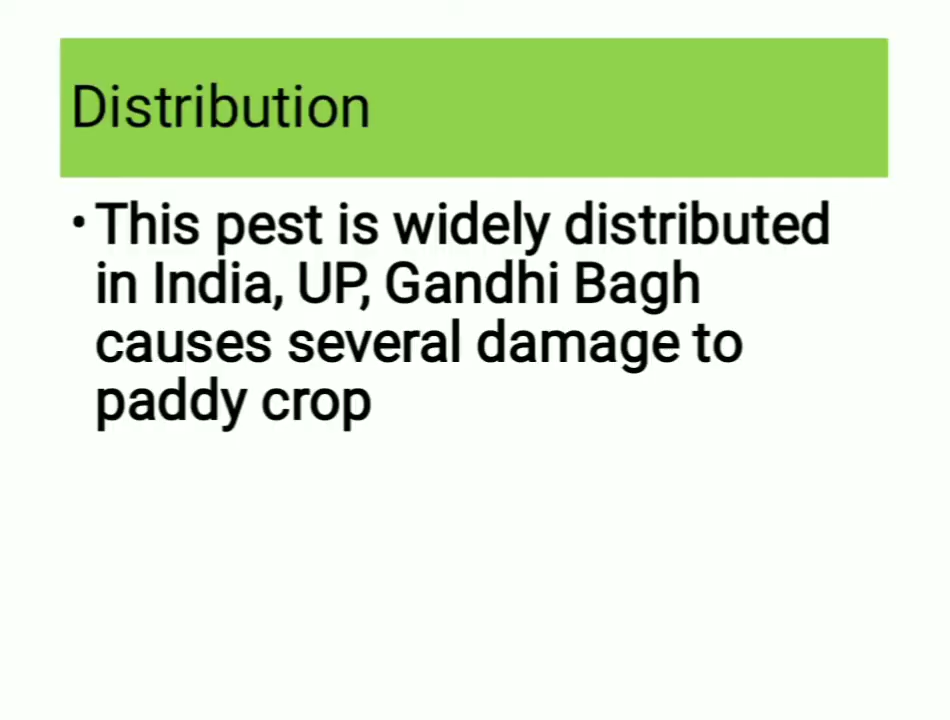 Distribution
• This pest is widely distributed
in India, UP, Gandhi Bagh
causes several damage to
paddy crop